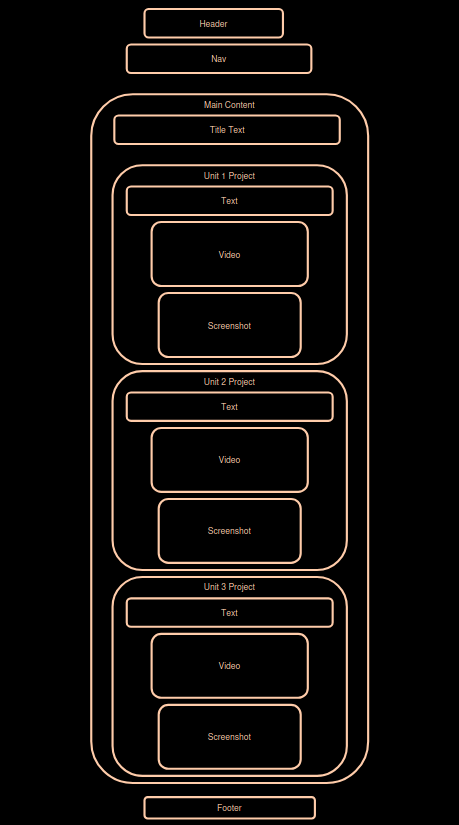 Header
Nav
Main Content
Title Text
Unit 1 Project
Text
Video
Screenshot
Unit 2 Project
Text
Video
Screenshot
Unit 3 Project
Text
Video
Screenshot
Footer